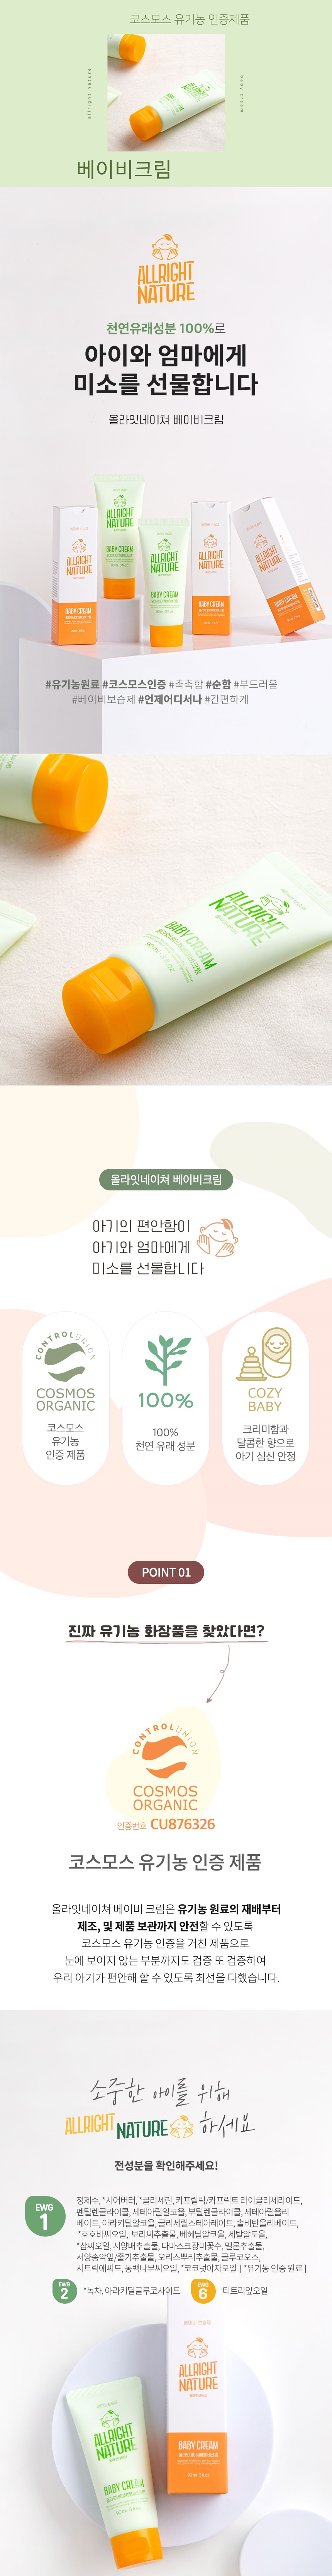 코스모스 유기농 인증제품
allright nature
baby cream
베이비크림
ALLRIGHT
NATURE
천연유래성분 100%로
아이와 엄마에게
미소를 선물합니다
올라잇네이쳐 베이비크림
ALLRIGHT
NATURE
BABY CREAM
ALLRIGHT
NATURE
BABY CREAM
ALLRIGHT
NATURE
BABY CREAM
ALLRIGHT
NATURE
BABY CREAM
ALLRIGHT
NATURE
BABY CREAM
#유기농원료 #코스모스인증 #촉촉함 #순함 #부드러움
#베이비보습제 #언제어디서나 #간편하게
ALLRIGHT
NATURE
BABY CREAM
올라잇네이쳐 베이비크림
아기의 편안함이
아기와 엄마에게
미소를 선물합니다
CONTROLUNION
COSMOS
ORGANIC
코스모스
유기농
인증 제품
100%
100%
천연 유래 성분
COZY
BABY
크리미함과
달콤한 향으로
아기 심신 안정
POINT 01
진짜 유기농 화장품을 찾았다면?
CONTROLUNION
COSMOS
ORGANIC
인증번호 CU876326
코스모스 유기농 인증 제품
올라잇네이쳐 베이비 크림은 유기농 원료의 재배부터
제조, 및 제품 보관까지 안전할 수 있도록
코스모스 유기농 인증을 거친 제품으로
눈에 보이지 않는 부분까지도 검증 또 검증하여
우리 아기가 편안해 할 수 있도록 최선을 다했습니다.
소중한 아이를 위해
ALLRIGHT NATURE 하세요
전성분을 확인해주세요!
EWG
1
정제수, *시어버터, *글리세린, 카프릴릭/카프릭트 라이글리세라이드,
펜틸렌글라이콜, 세테아릴알코올, 부틸렌글라이콜, 세테아릴올리
베이트, 아라키딜알코올, 글리세릴스테아레이트, 솔비탄올리베이트,
*호호바씨오일, 보리씨추출물, 베헤닐알코올, 세탈알토올,
*삼씨오일, 서양배추출물, 다마스크장미꽃수, 멜론추출물,
서양송악잎/줄기추출물, 오리스뿌리추출물, 글루코오스,
시트릭애씨드, 동백나무씨오일, *코코넛야자오일 [ *유기농 인증 원료 ]
EWG
2
*녹차, 아라키딜글루코사이드
EWG
6
티트리잎오일
ALLRIGHT
NATURE
BABY CREAM
ALLRIGHT
NATURE
BABY CREAM